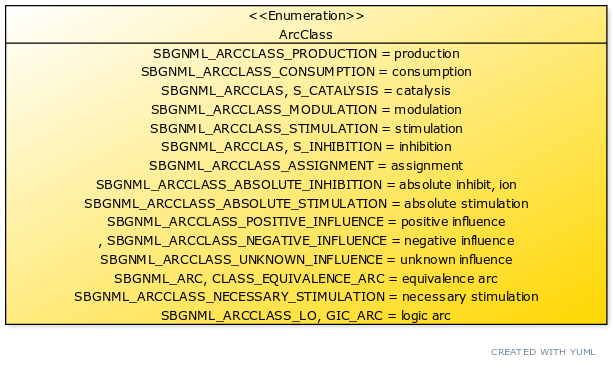 <<Enumeration>>
ArcClass
SBGNML_ARCCLASS_PRODUCTION = production
SBGNML_ARCCLASS_CONSUMPTION = consumption
SBGNML_ARCCLAS, S_CATALYSIS = catalysis
SBGNML_ARCCLASS_MODULATION = modulation
SBGNML_ARCCLASS_STIMULATION = stimulation
SBGNML_ARCCLAS, S_INHIBITION = inhibition
SBGNML_ARCCLASS_ASSIGNMENT = assignment
SBGNML_ARCCLASS_ABSOLUTE_INHIBITION = absolute inhibit, ion
SBGNML_ARCCLASS_ABSOLUTE_STIMULATION = absolute stimulation
SBGNML_ARCCLASS_POSITIVE_INFLUENCE = positive influence
, SBGNML_ARCCLASS_NEGATIVE_INFLUENCE = negative influence
SBGNML_ARCCLASS_UNKNOWN_INFLUENCE = unknown influence
SBGNML_ARC, CLASS_EQUIVALENCE_ARC = equivalence arc
SBGNML_ARCCLASS_NECESSARY_STIMULATION = necessary stimulation
SBGNML_ARCCLASS_LO, GIC_ARC = logic arc
CREATED WITH YUML